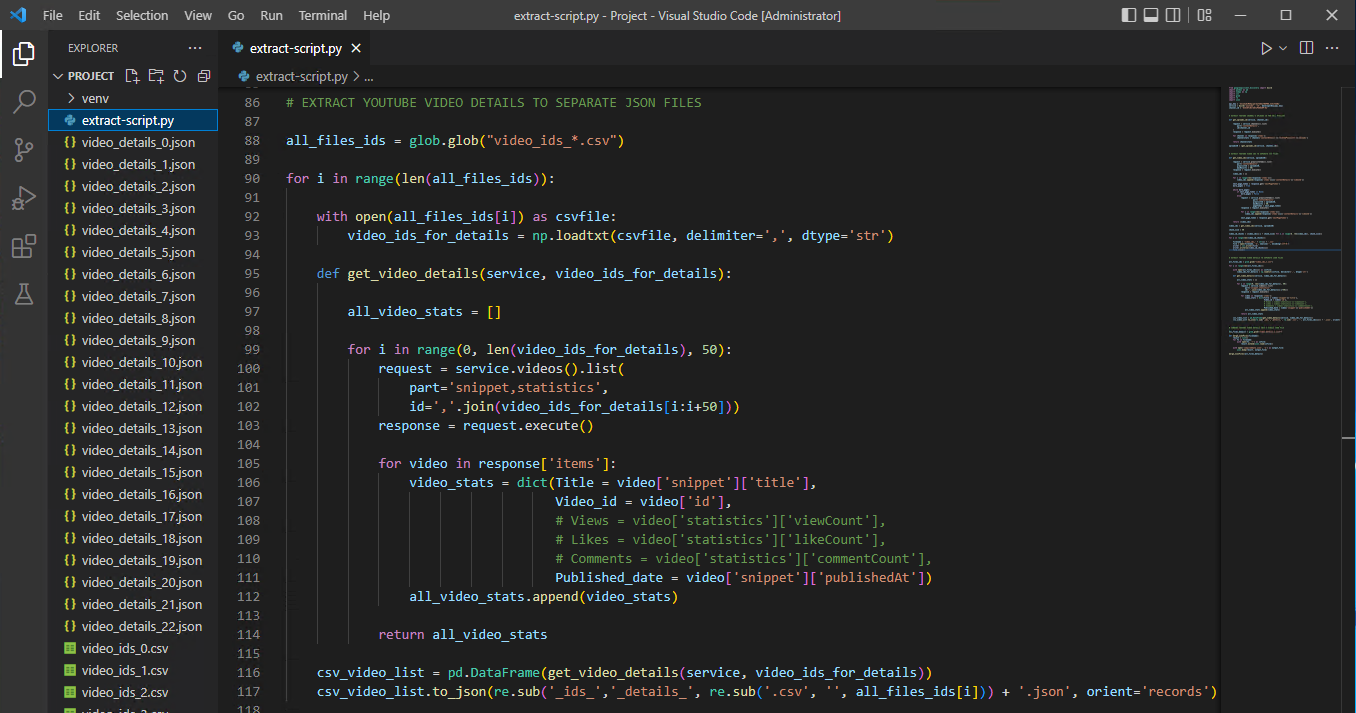 File Edit Selection View Go Run Terminal Help extract-script.py - Project - Visual Studio Code [Administrator]
EXPLORER
PROJECT
venv
extract-script.py
video_details_0.json
video_details_1.json
video_details_2.json
video_details_3.json
video_details_4.json
video_details_5.json
video_details_6.json
video_details_7.json
video_details_8.json
video_details_9.json
video_details_10.json
video_details_11.json
video_details_12.json
video_details_13.json
video_details_14.json
video_details_15.json
video_details_16.json
video_details_17.json
video_details_18.json
video_details_19.json
video_details_20.json
video_details_21.json
video_details_22.json
video_ids_0.csv
video_ids_1.csv
video_ids_2.csv
extract-script.py
extract-script.py > ...
86 # EXTRACT YOUTUBE VIDEO DETAILS TO SEPARATE JSON FILES
87
88 all_files_ids = glob.glob("video_ids_*.csv")
89
90 for i in range(len(all_files_ids)):
91
92     with open(all_files_ids[i]) as csvfile:
93         video_ids_for_details = np.loadtxt(csvfile, delimiter=',', dtype='str')
94
95     def get_video_details(service, video_ids_for_details):
96
97         all_video_stats = []
98
99         for i in range(0, len(video_ids_for_details), 50):
100             request = service.videos().list(
101                 part='snippet,statistics',
102                 id=','.join(video_ids_for_details[i:i+50]))
103             response = request.execute()
104
105             for video in response['items']:
106                 video_stats = dict(Title = video['snippet']['title'],
107                                    Video_id = video['id'],
108                                    # Views = video['statistics']['viewCount'],
109                                    # Likes = video['statistics']['likeCount'],
110                                    # Comments = video['statistics']['commentCount'],
111                                    Published_date = video['snippet']['publishedAt'])
112                 all_video_stats.append(video_stats)
113
114             return all_video_stats
115
116     csv_video_list = pd.DataFrame(get_video_details(service, video_ids_for_details))
117     csv_video_list.to_json(re.sub('_ids_','_details_', re.sub('.csv', '', all_files_ids[i])) + '.json', orient='records')
118